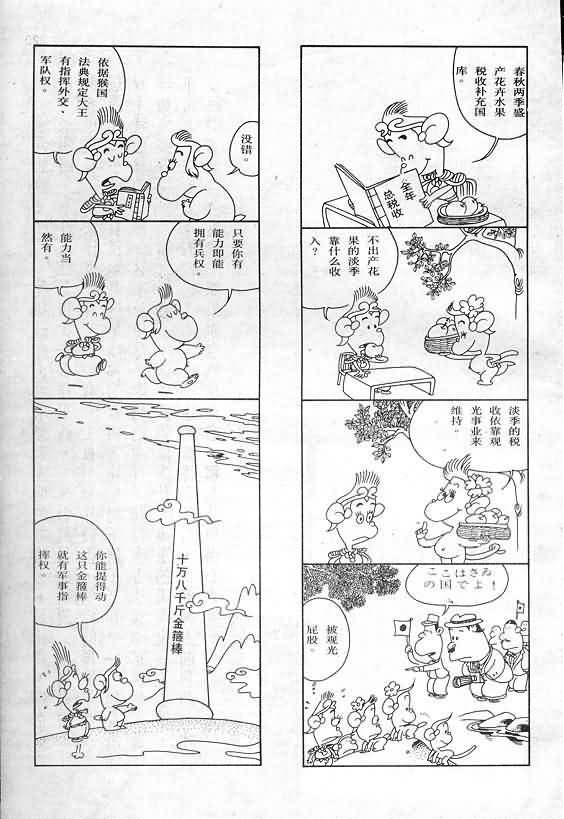 春秋两季盛
产花卉水果
税收补充国
库。
全年
总税收
不出产花
果的淡季
靠什么收
入？
淡季的税
收依靠观
光事业来
维持。
ここはさゐ
の国でよ！
被观光
屁股。
依据猴国
法典规定大王
有指挥外交、
军队权。
没错。
只要你有
能力即能
拥有兵权。
能力当
然有。
十万八千斤金箍棒
你能提得动
这只金箍棒
就有军事指
挥权。